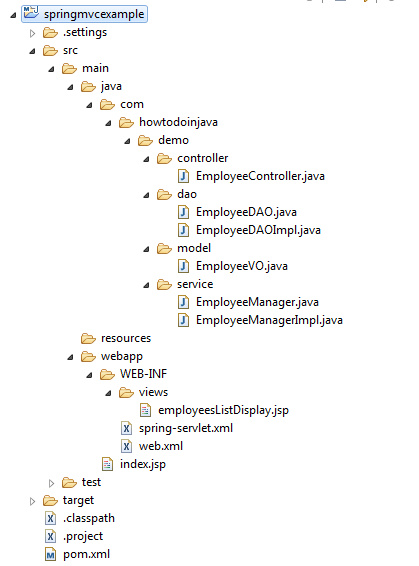 springmvcexample
.settings
src
main
java
com
howtodoinjava
demo
controller
EmployeeController.java
dao
EmployeeDAO.java
EmployeeDAOImpl.java
model
EmployeeVO.java
service
EmployeeManager.java
EmployeeManagerImpl.java
resources
webapp
WEB-INF
views
employeesListDisplay.jsp
spring-servlet.xml
web.xml
index.jsp
test
target
.classpath
.project
pom.xml